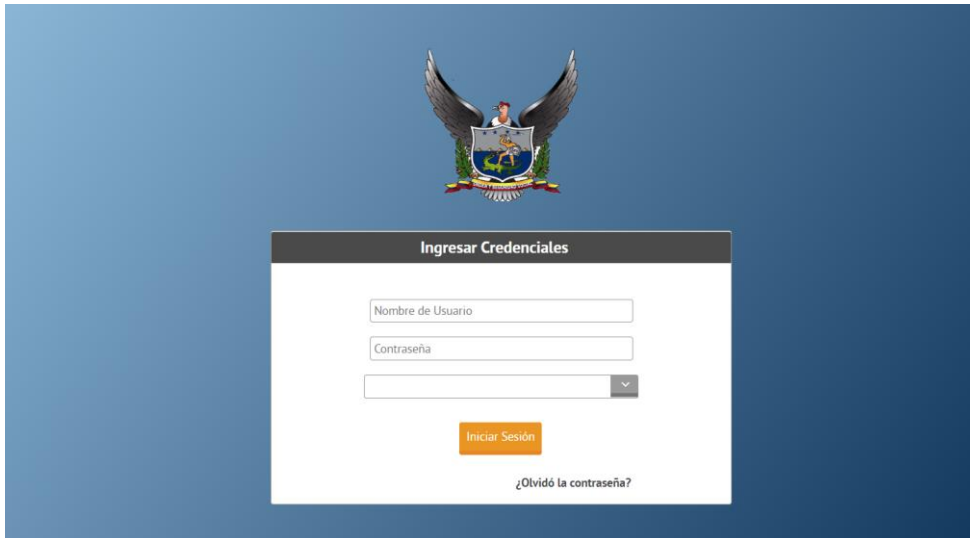 Ingresar Credenciales
Nombre de Usuario
Contraseña
Iniciar Sesión
¿Olvidó la contraseña?